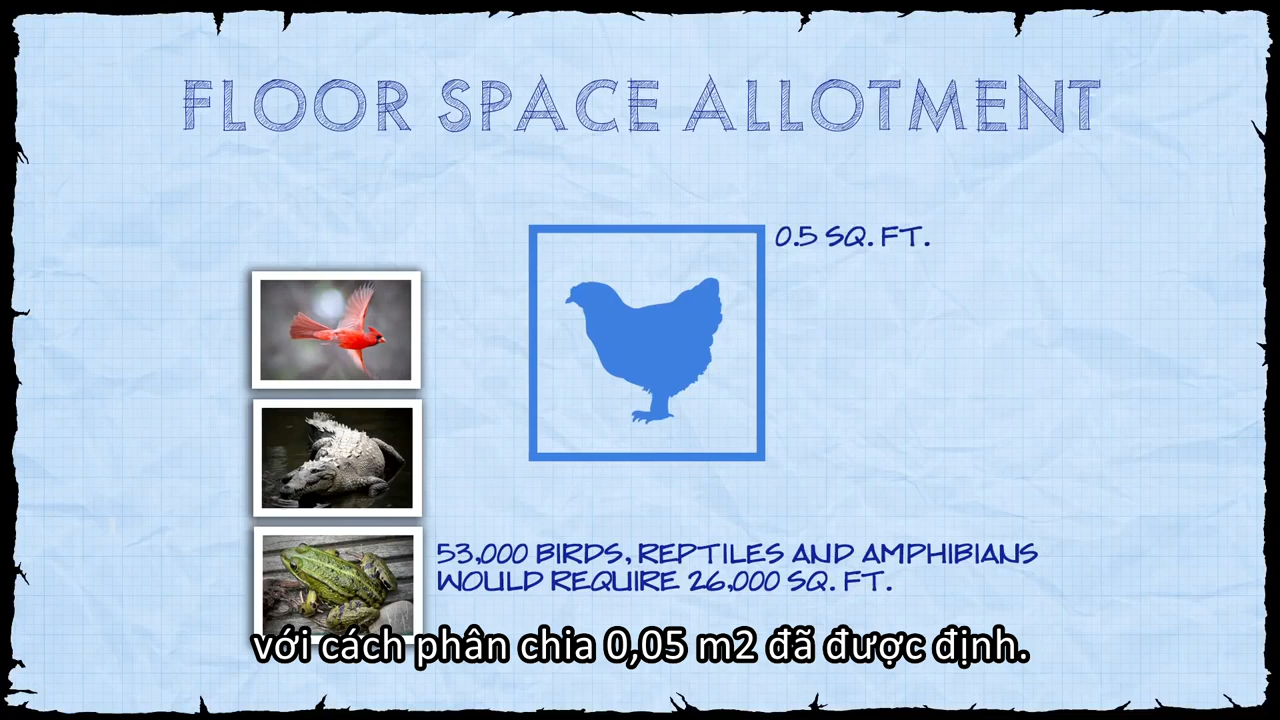 FLOOR SPACE ALLOTMENT
0.5 SQ. FT.
53,000 BIRDS, REPTILES AND AMPHIBIANS
WOULD REQUIRE 26,000 SQ. FT.
với cách phân chia 0,05 m2 đã được định.